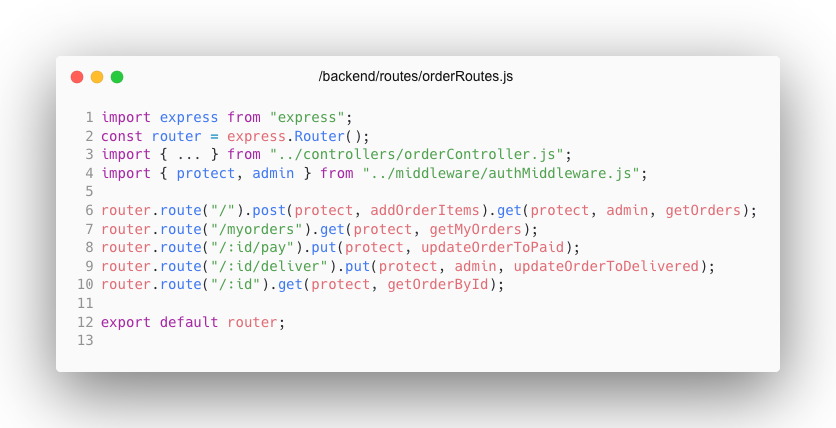 /backend/routes/orderRoutes.js
1 import express from "express";
2 const router = express.Router();
3 import { ... } from "../controllers/orderController.js";
4 import { protect, admin } from "../middleware/authMiddleware.js";
5
6 router.route("/").post(protect, addOrderItems).get(protect, admin, getOrders);
7 router.route("/myorders").get(protect, getMyOrders);
8 router.route("/:id/pay").put(protect, updateOrderToPaid);
9 router.route("/:id/deliver").put(protect, admin, updateOrderToDelivered);
10 router.route("/:id").get(protect, getOrderById);
11
12 export default router;
13